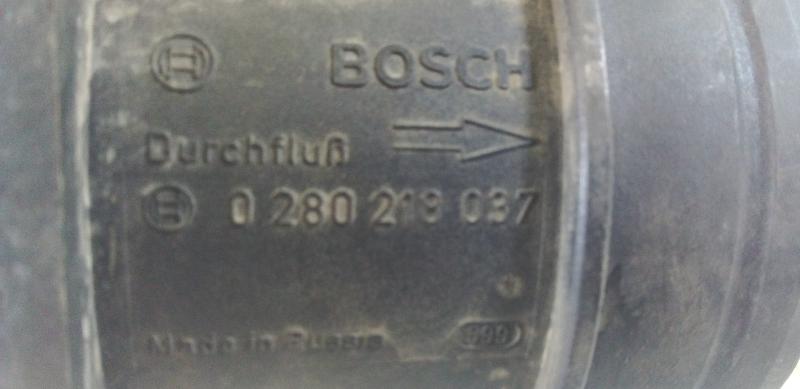 BOSCH
Durchfluß
0 280 218 037
Made in Russia